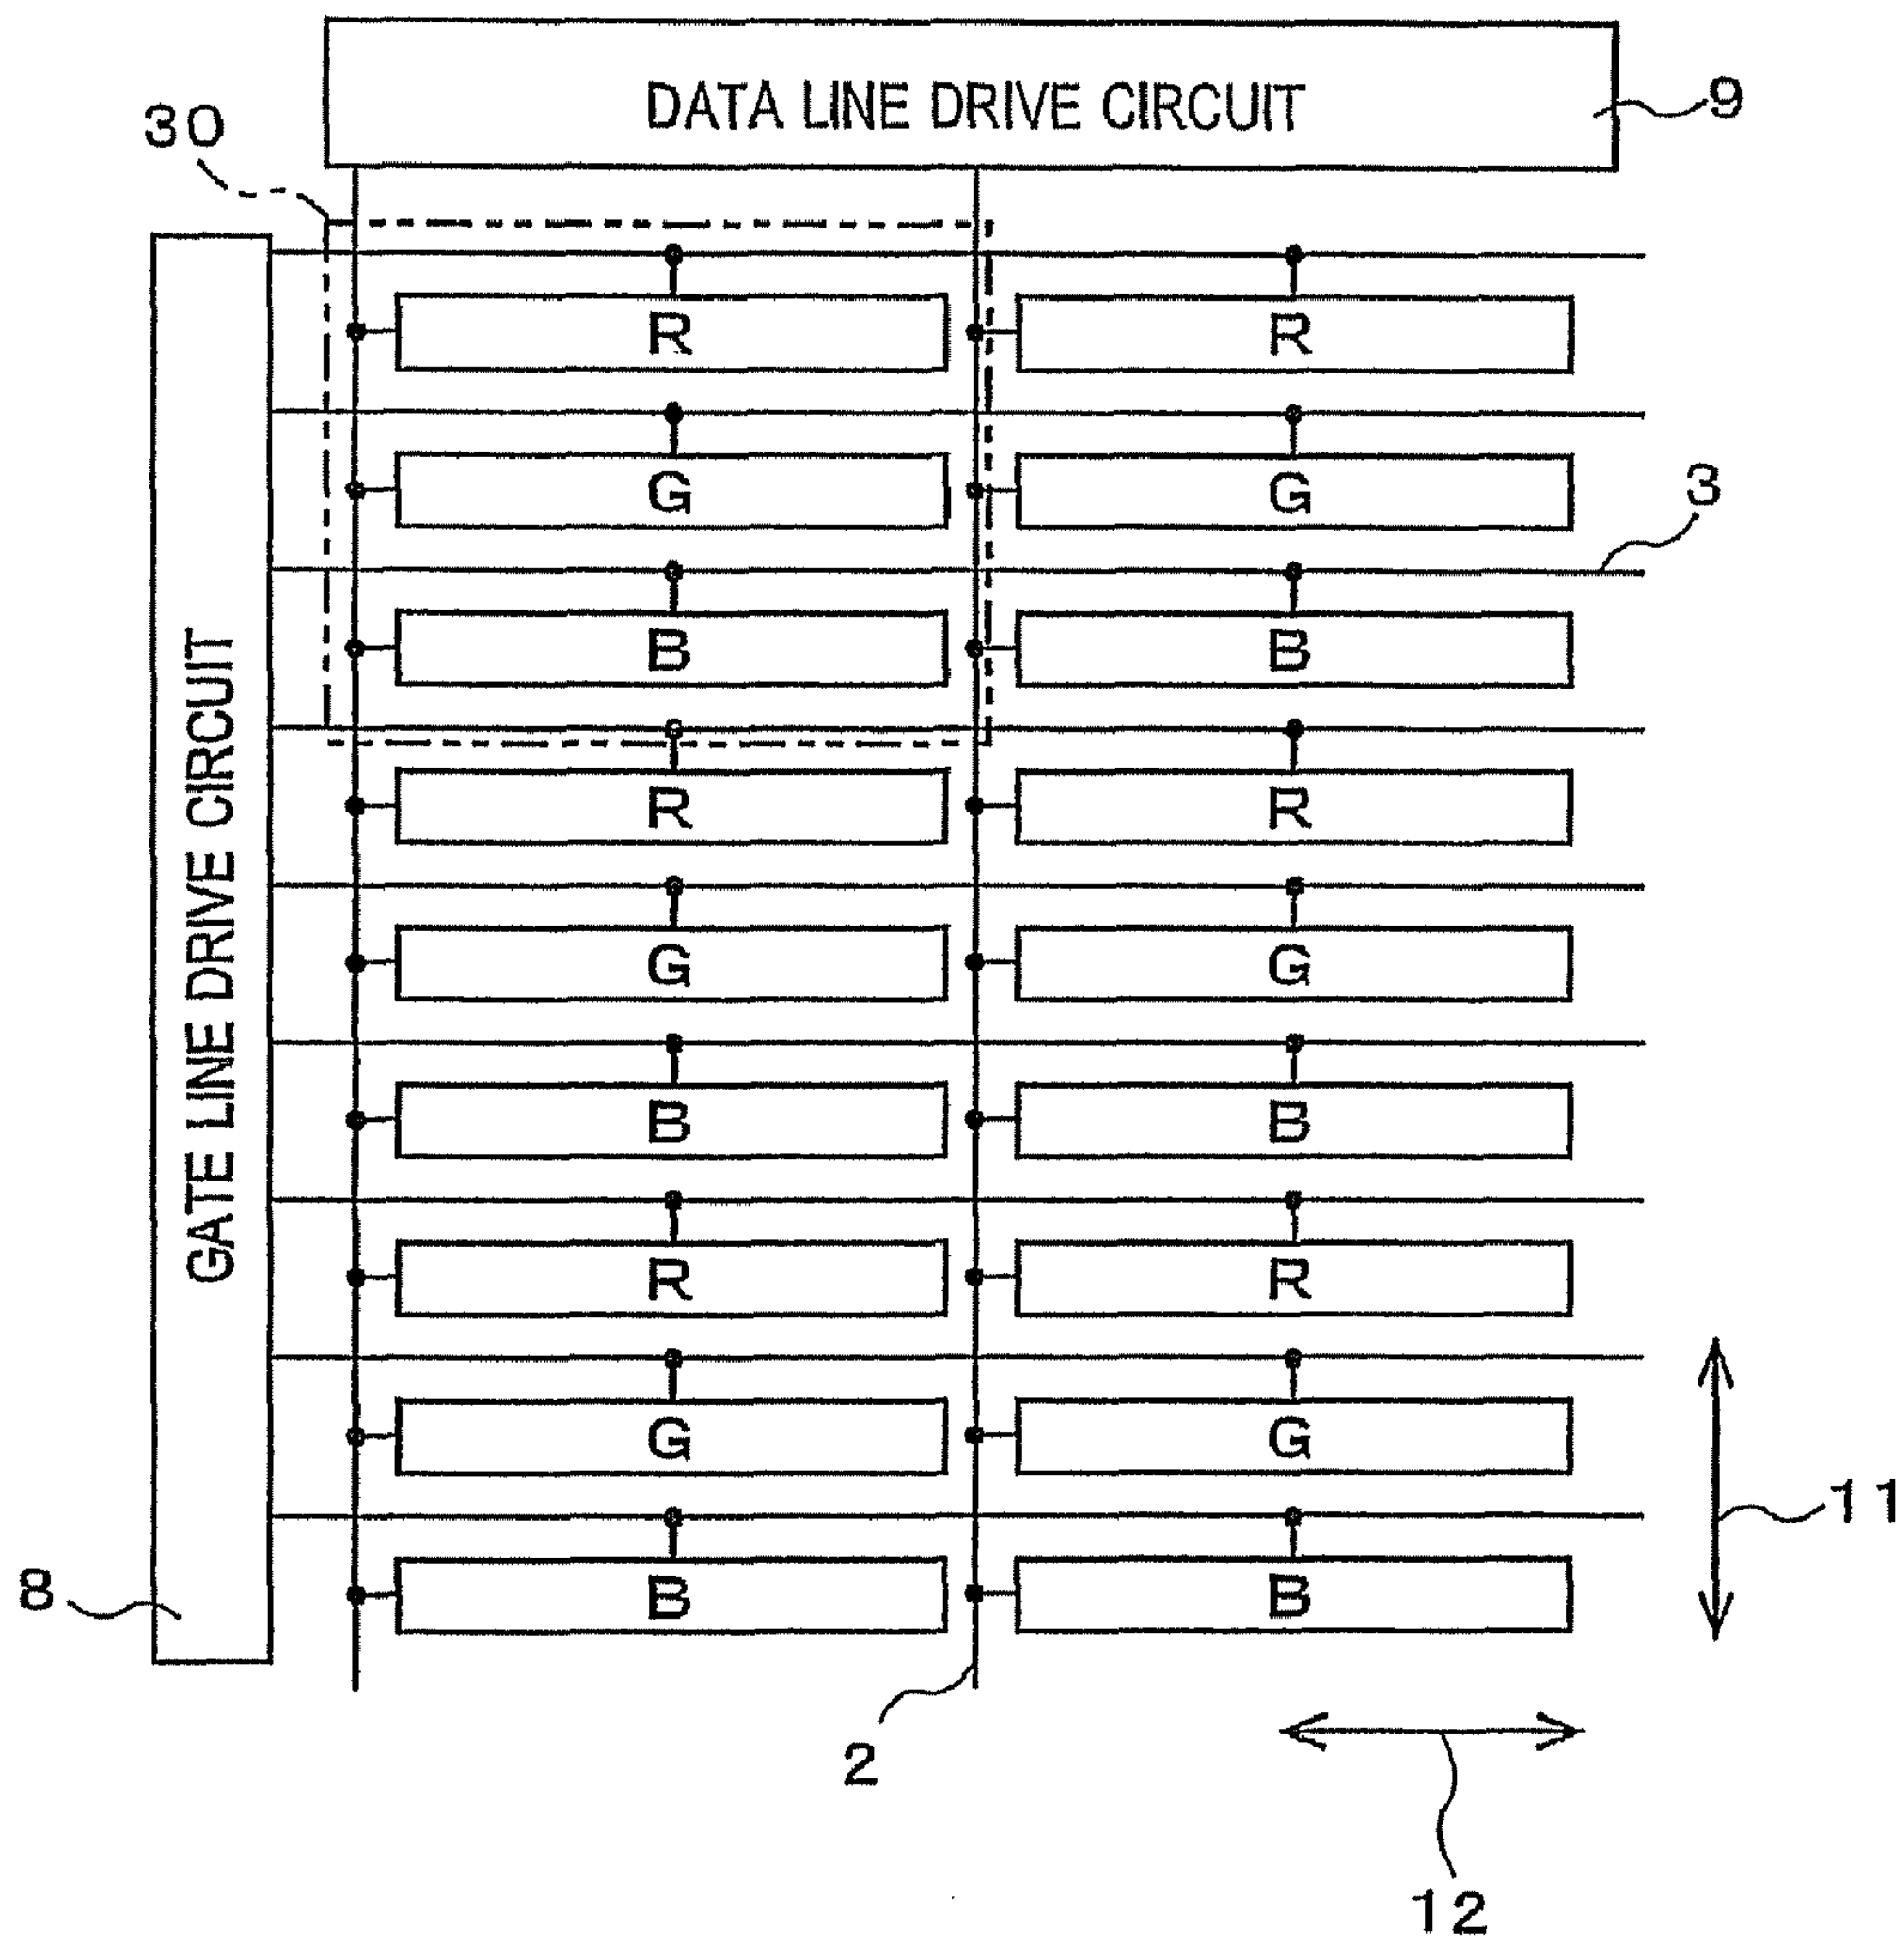 DATA LINE DRIVE CIRCUIT
9
30
GATE LINE DRIVE CIRCUIT
R R
G G
3
B B
R R
G G
B B
R R
G G
11
B B
8
2
12